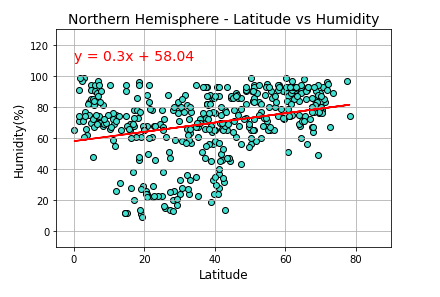 Northern Hemisphere - Latitude vs Humidity
y = 0.3x + 58.04
Humidity(%)
120
100
80
60
40
20
0
0 20 40 60 80
Latitude